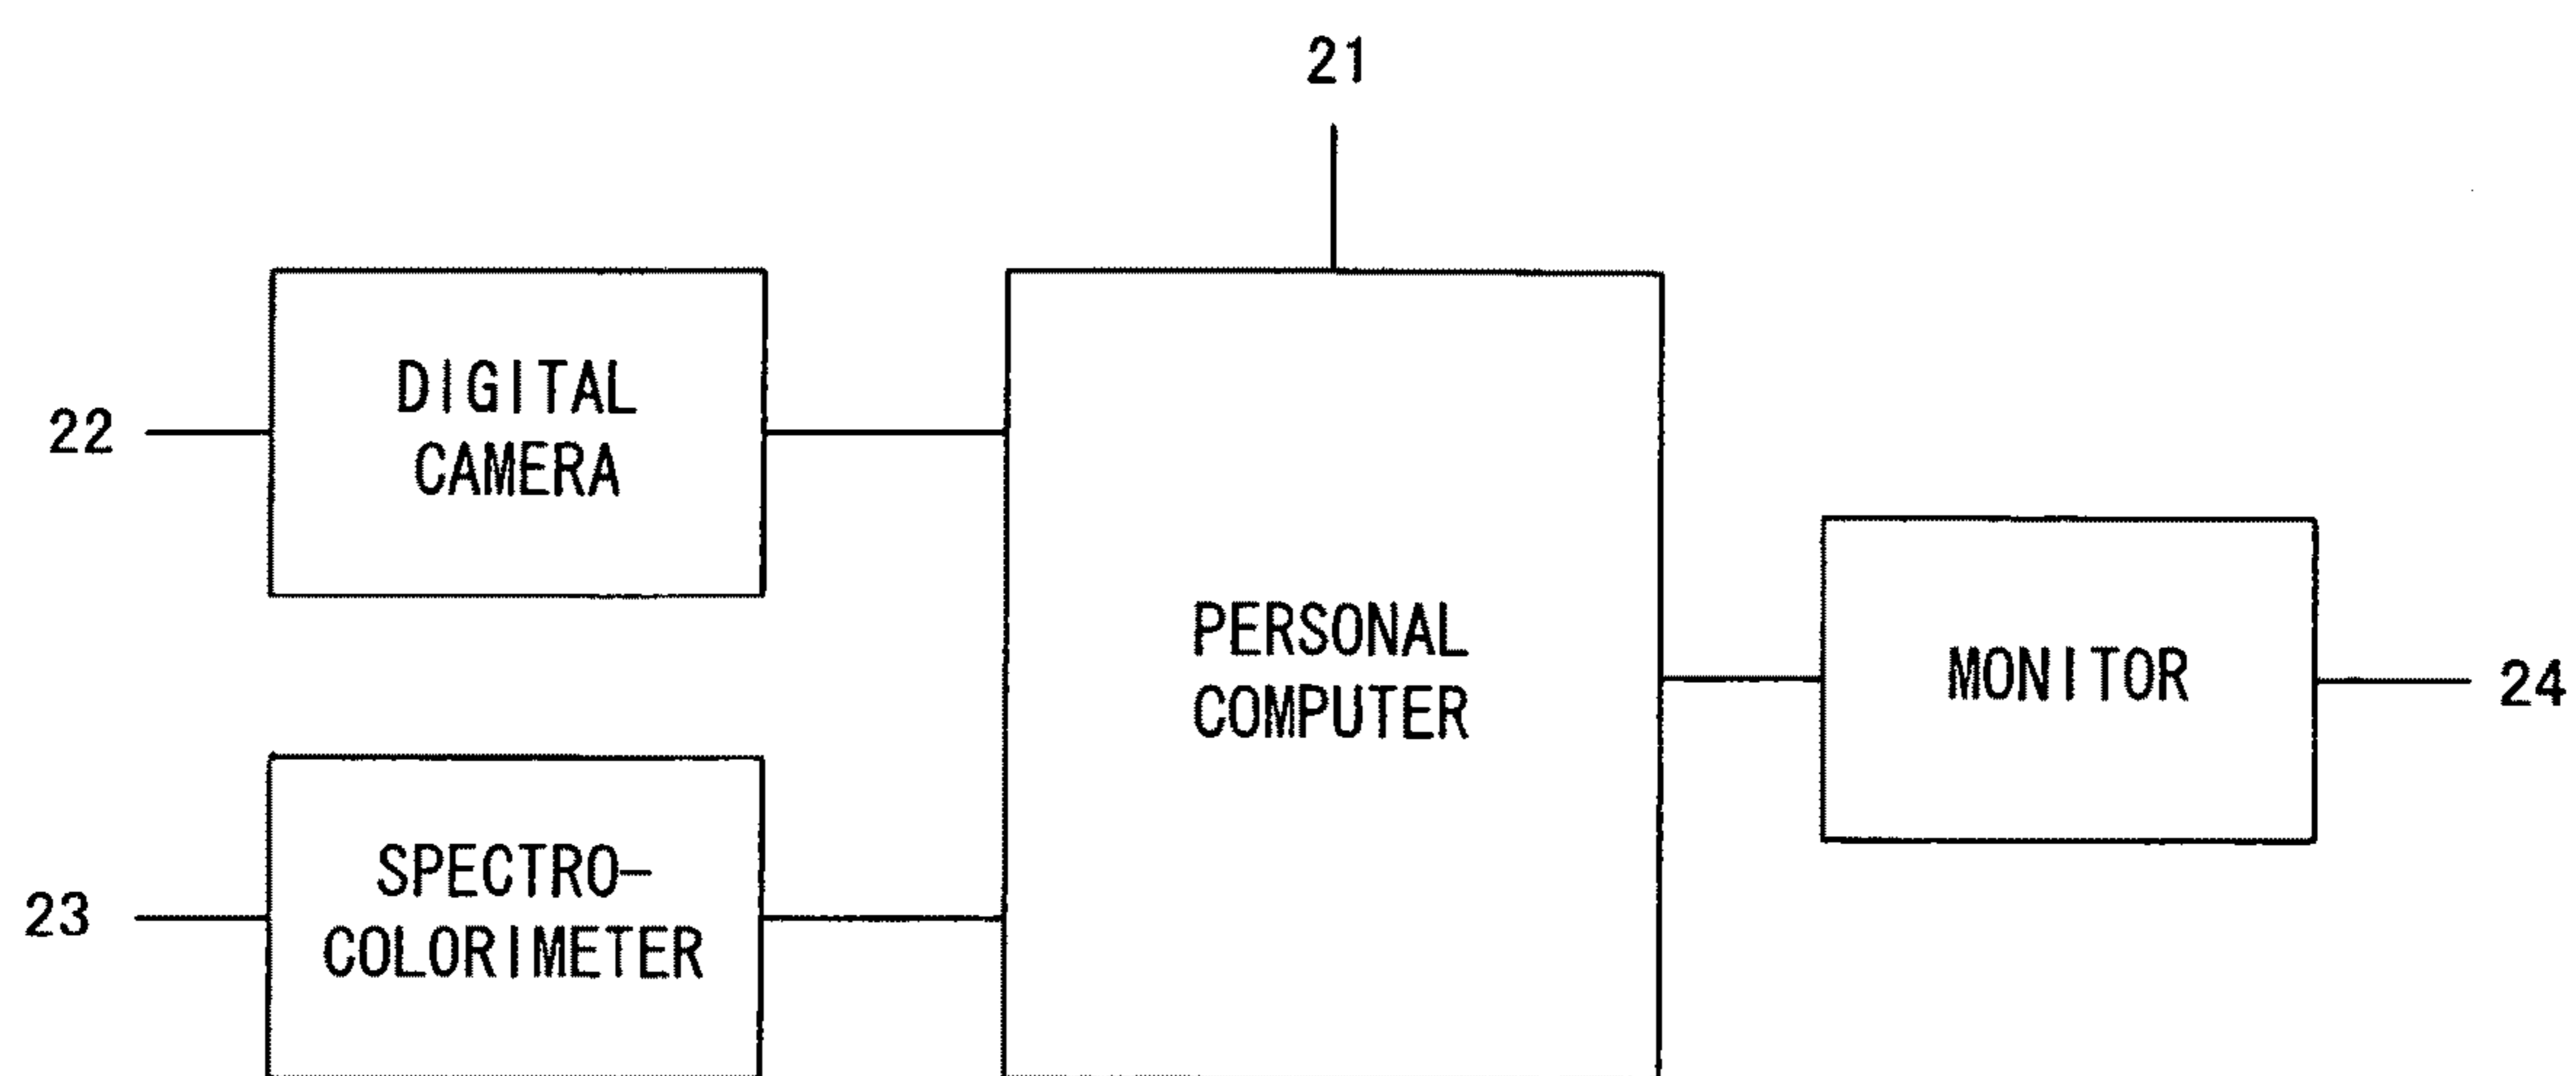 21
22
DIGITAL
CAMERA
PERSONAL
COMPUTER
MONITOR
24
23
SPECTRO-
COLORIMETER